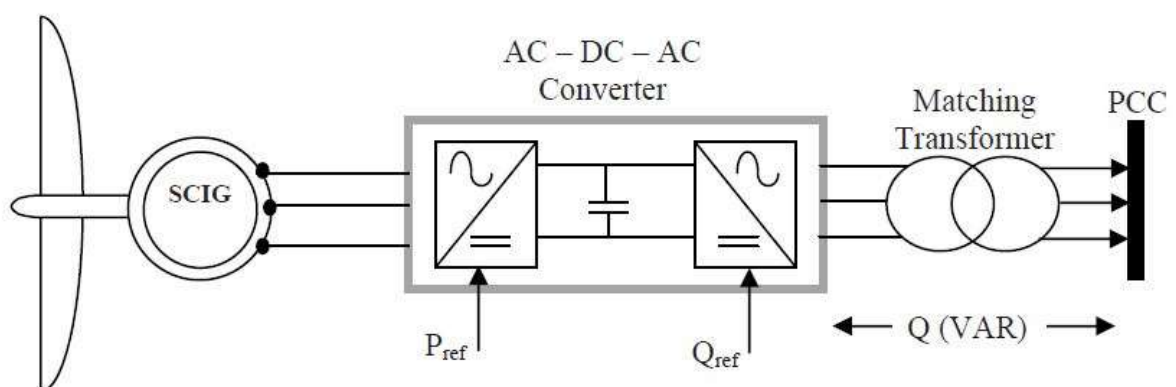 AC – DC – AC
Converter
Matching
Transformer
PCC
SCIG
P_ref
Q_ref
Q (VAR)